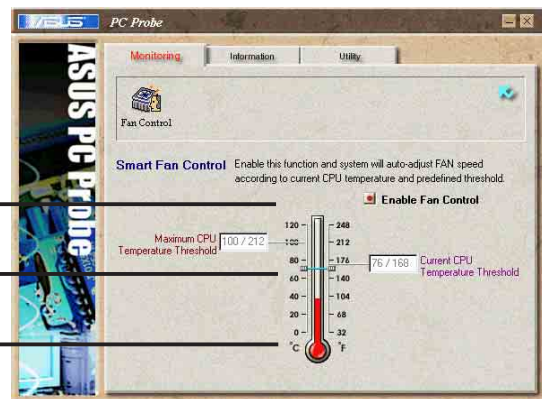 /SUS PC Probe
Monitoring Information Utility
ASUS PC Probe
Fan Control
Smart Fan Control Enable this function and system will auto-adjust FAN speed
according to current CPU temperature and predefined threshold.
Enable Fan Control
Maximum CPU
Temperature Threshold
100 / 212
120 248
100 212
80 176
60 140
40 104
20 68
0 32
°C °F
76 / 168
Current CPU
Temperature Threshold